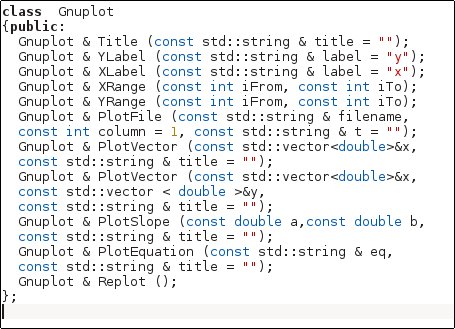 class  Gnuplot
{public:
  Gnuplot & Title (const std::string & title = "");
  Gnuplot & YLabel (const std::string & label = "y");
  Gnuplot & XLabel (const std::string & label = "x");
  Gnuplot & XRange (const int iFrom, const int iTo);
  Gnuplot & YRange (const int iFrom, const int iTo);
  Gnuplot & PlotFile (const std::string & filename,
  const int column = 1, const std::string & t = "");
  Gnuplot & PlotVector (const std::vector<double>&x,
  const std::string & title = "");
  Gnuplot & PlotVector (const std::vector<double>&x,
  const std::vector < double >&y,
  const std::string & title = "");
  Gnuplot & PlotSlope (const double a,const double b,
  const std::string & title = "");
  Gnuplot & PlotEquation (const std::string & eq,
  const std::string & title = "");
  Gnuplot & Replot ();
};